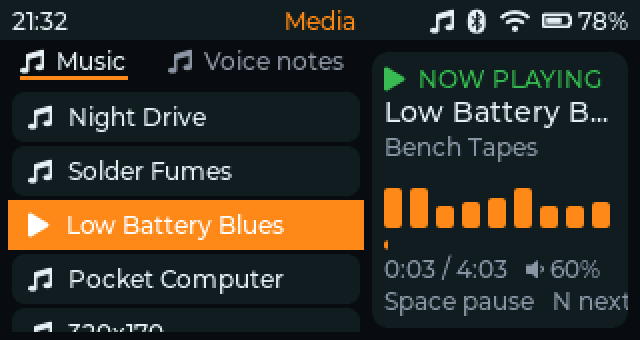 21:32 Media 78%
Music Voice notes
Night Drive
Solder Fumes
Low Battery Blues
Pocket Computer
320x170
NOW PLAYING
Low Battery B...
Bench Tapes
0:03 / 4:03 60%
Space pause N next